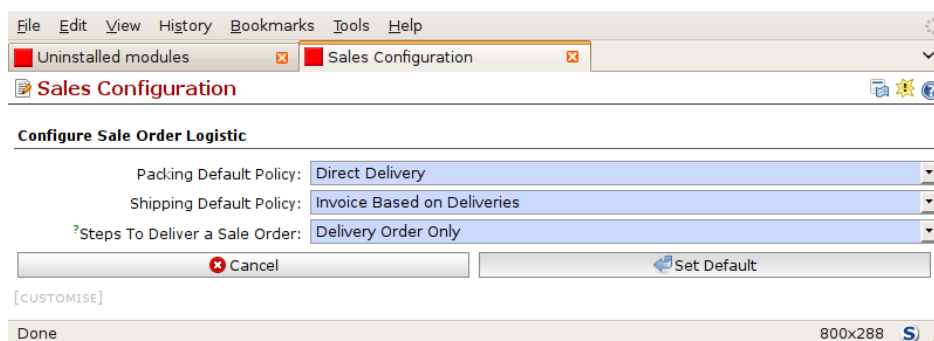 File Edit View History Bookmarks Tools Help
Uninstalled modules Sales Configuration
Sales Configuration
Configure Sale Order Logistic
Packing Default Policy: Direct Delivery
Shipping Default Policy: Invoice Based on Deliveries
?Steps To Deliver a Sale Order: Delivery Order Only
Cancel Set Default
[CUSTOMISE]
Done 800x288 S